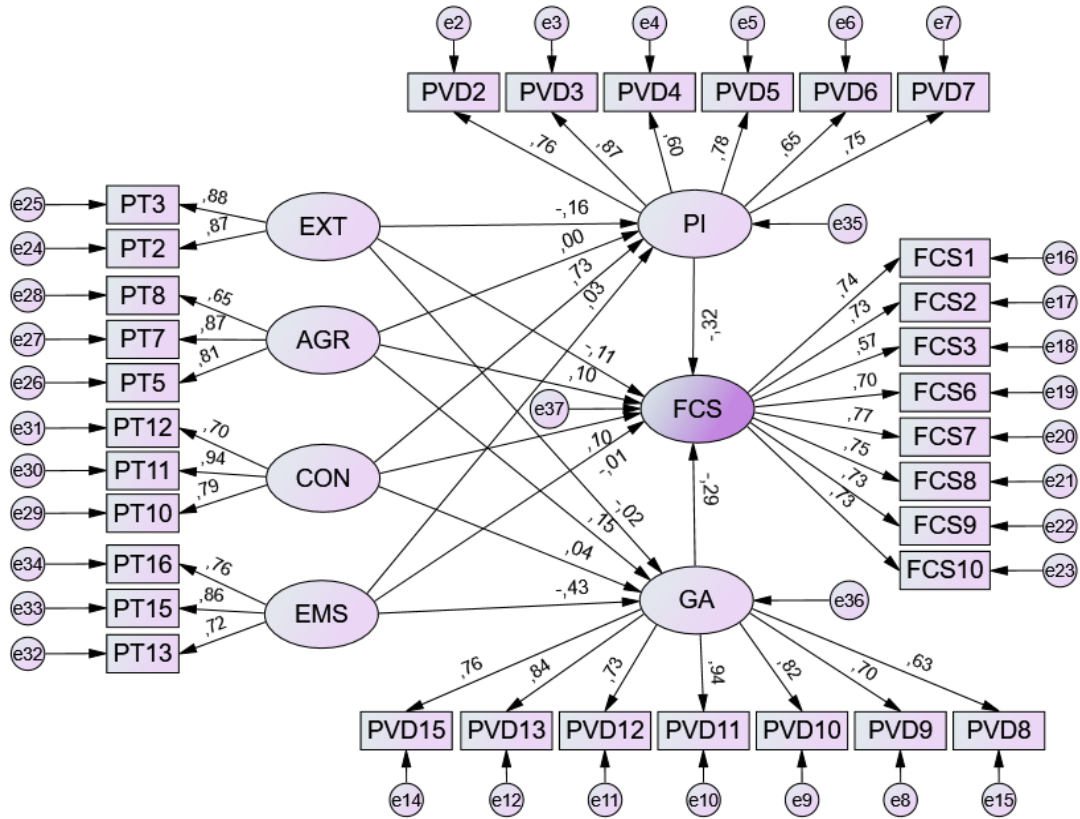 e2 e3 e4 e5 e6 e7
PVD2 PVD3 PVD4 PVD5 PVD6 PVD7
,76 ,87 ,60 ,78 ,65 ,75
e25 PT3 ,88
e24 PT2 ,87
EXT -,16 PI e35
,00
,73
,03
e28 PT8 ,65
e27 PT7 ,87
e26 PT5 ,81
AGR
-,32
-,11
,10
e37 FCS
,74 FCS1 e16
,73 FCS2 e17
,57 FCS3 e18
,70 FCS6 e19
,77 FCS7 e20
,75 FCS8 e21
,73 FCS9 e22
,73 FCS10 e23
e31 PT12 ,70
e30 PT11 ,94
e29 PT10 ,79
CON
,10
-,01
-,29
-,02
,15
,04
e34 PT16 ,76
e33 PT15 ,86
e32 PT13 ,72
EMS -,43 GA e36
,76 ,84 ,73 ,94 ,82 ,70 ,63
PVD15 PVD13 PVD12 PVD11 PVD10 PVD9 PVD8
e14 e12 e11 e10 e9 e8 e15